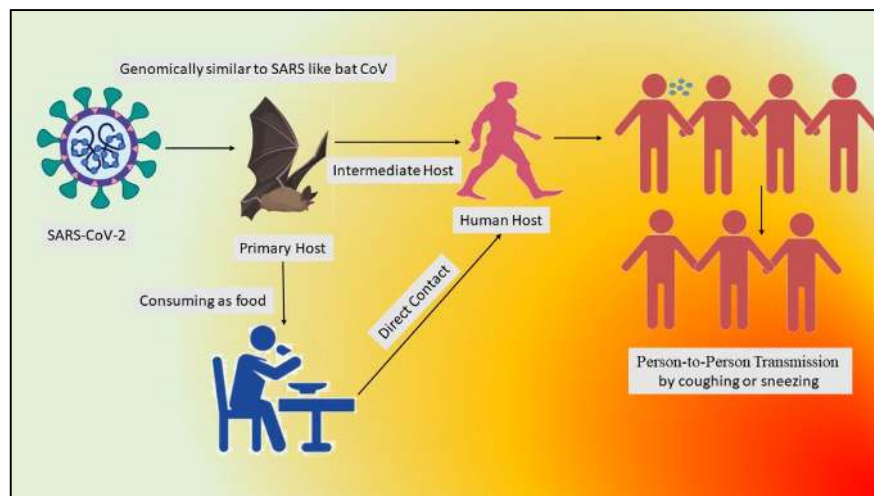 Genomically similar to SARS like bat CoV
Intermediate Host
SARS-CoV-2
Primary Host
Human Host
Consuming as food
Direct Contact
Person-to-Person Transmission
by coughing or sneezing